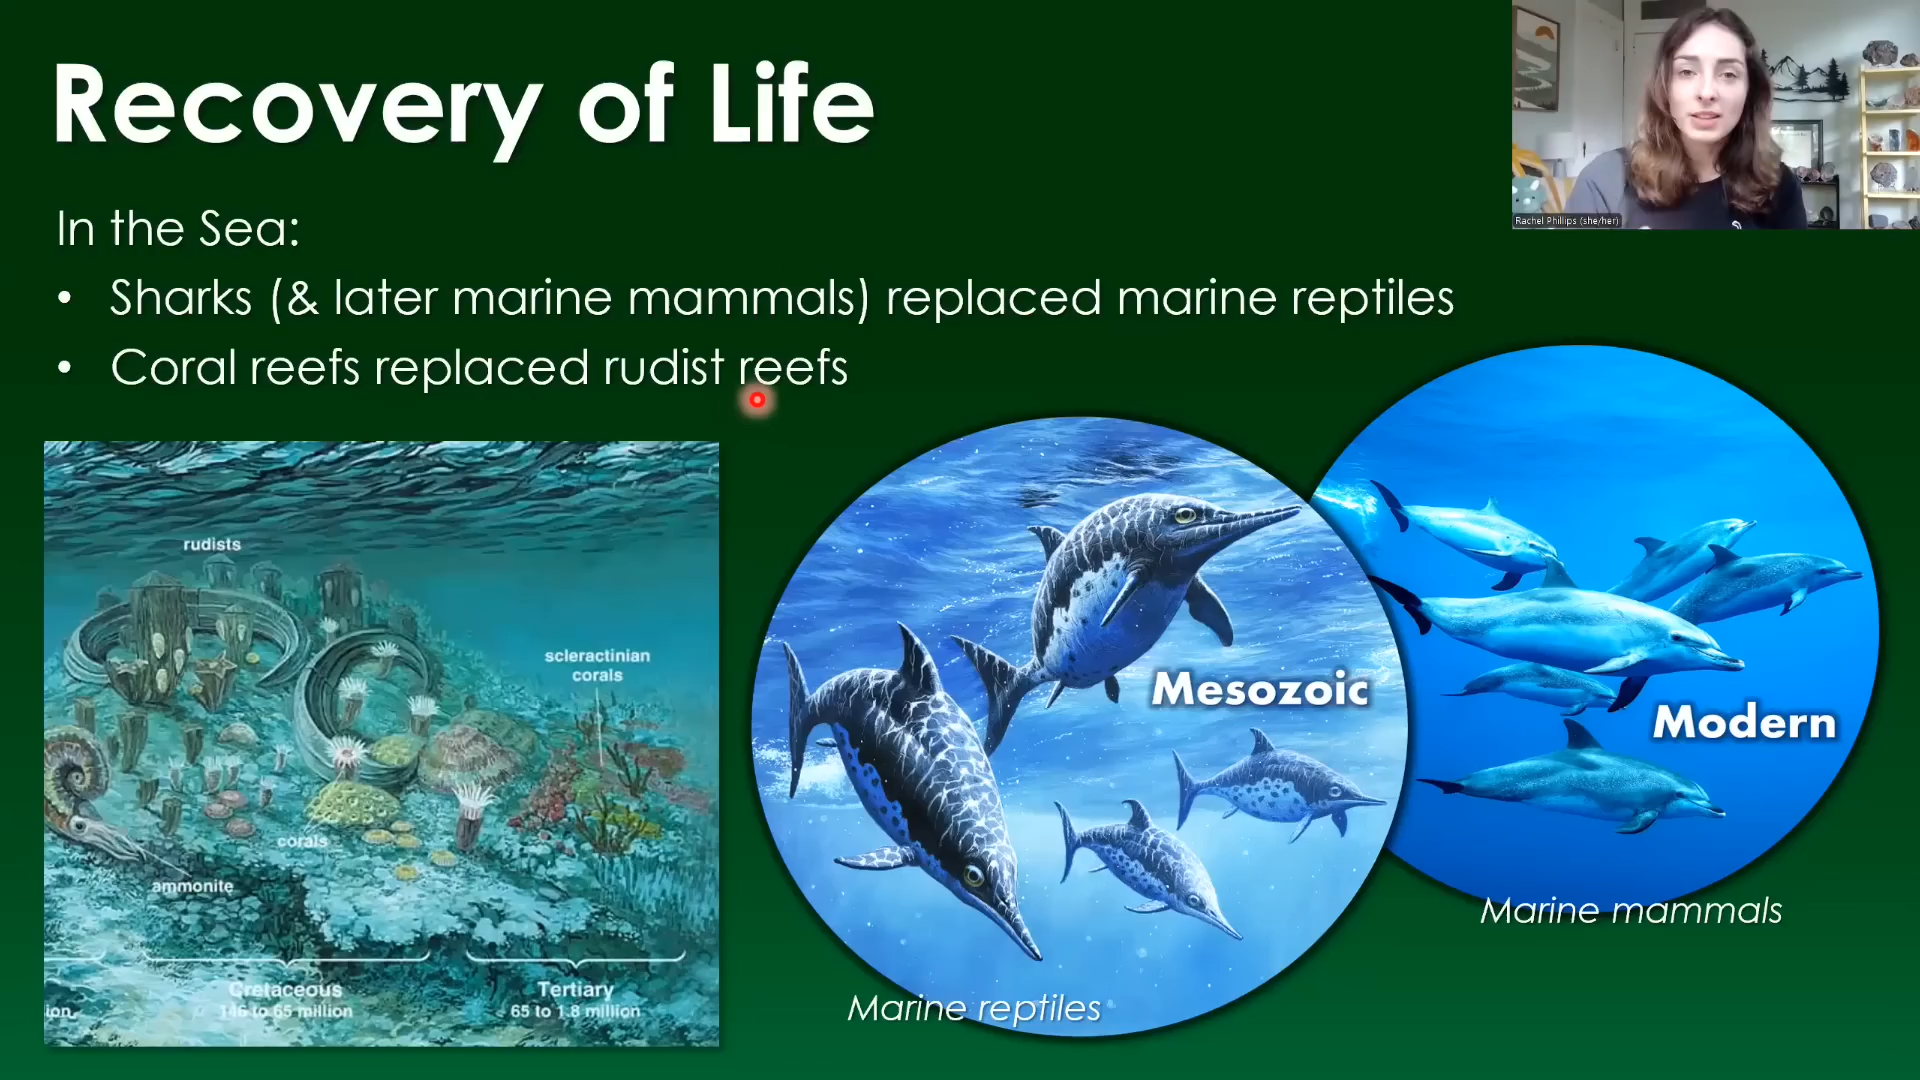 Recovery of Life
Rachel Phillips (she/her)
In the Sea:
• Sharks (& later marine mammals) replaced marine reptiles
• Coral reefs replaced rudist reefs
rudists
scleractinian
corals
corals
ammonite
Cretaceous
146 to 65 million
Tertiary
65 to 1.8 million
ion
Mesozoic
Modern
Marine mammals
Marine reptiles